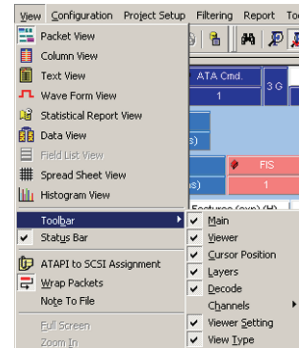 View Configuration Project Setup Filtering Report
Packet View
Column View
Text View
Wave Form View
Statistical Report View
Data View
Field List View
Spread Sheet View
Histogram View
Toolbar
Status Bar
ATAPI to SCSI Assignment
Wrap Packets
Note To File
Full Screen
Zoom In
ATA Cmd.
1
3 G
s)
FIS
s)
1
Main
Viewer
Cursor Position
Layers
Decode
Channels
Viewer Setting
View Type